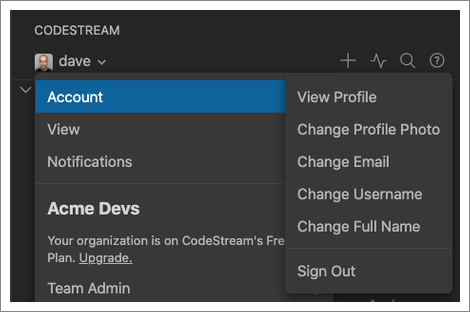 CODESTREAM
dave
Account
View
Notifications
Acme Devs
Your organization is on CodeStream's Fre
Plan. Upgrade.
Team Admin
View Profile
Change Profile Photo
Change Email
Change Username
Change Full Name
Sign Out